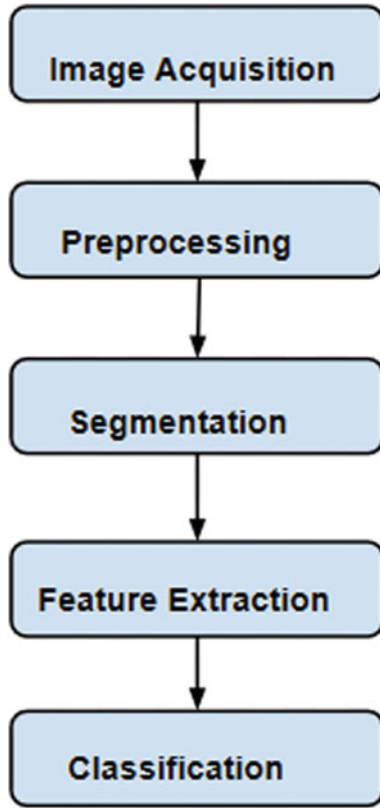 Image Acquisition
Preprocessing
Segmentation
Feature Extraction
Classification